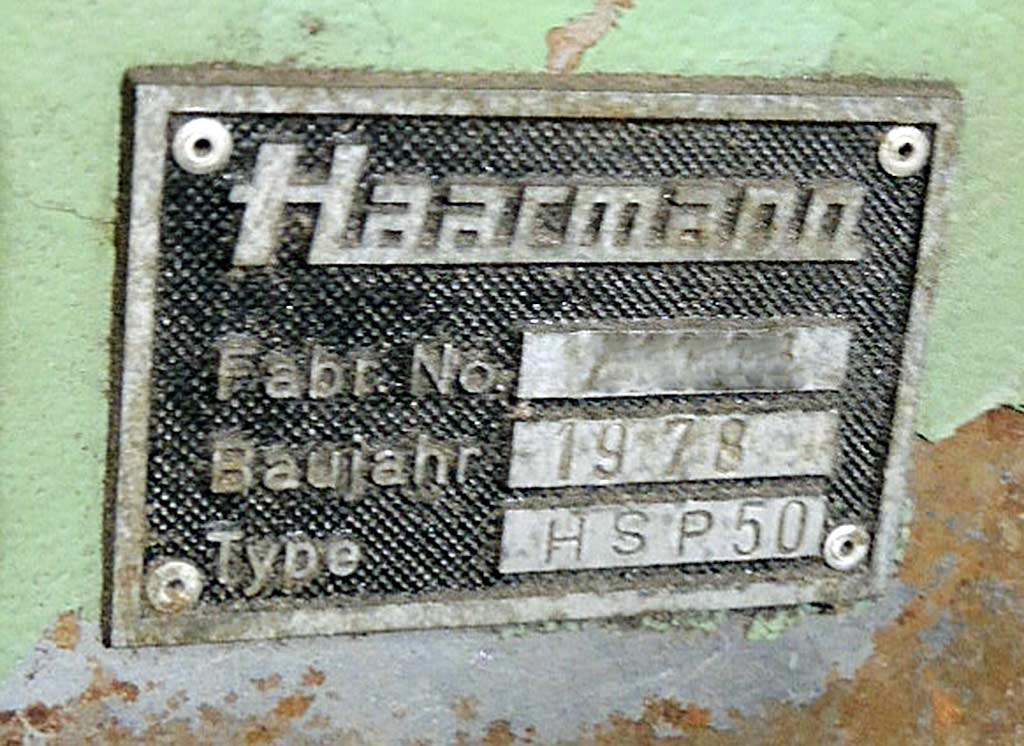 Haarmann
Fabr. No.
Baujahr 1978
Type HSP50